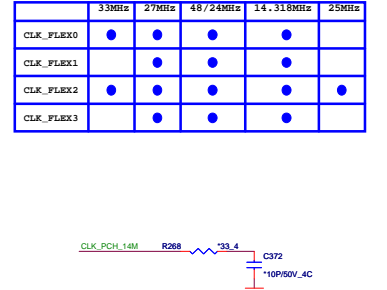 33MHz 27MHz 48/24MHz 14.318MHz 25MHz
CLK_FLEX0
CLK_FLEX1
CLK_FLEX2
CLK_FLEX3
CLK_PCH_14M R268 *33_4
C372
*10P/50V_4C